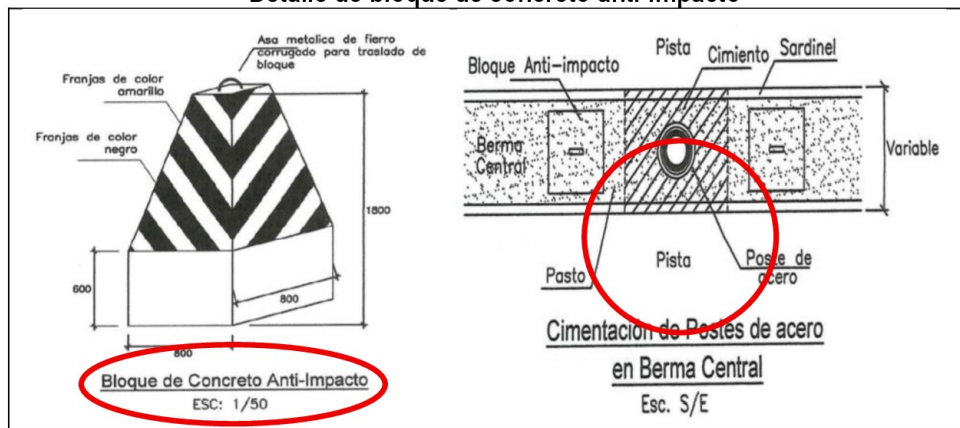 Detalle de bloque de concreto anti-impacto
Asa metalica de fierro
corrugodo para traslado de
bloque
Franjas de color
amarillo
Franjas de color
negro
1800
600
800
800
Bloque de Concreto Anti-Impacto
ESC: 1/50
Pista
Cimiento
Sardinel
Bloque Anti-impacto
Berma
Central
Variable
Pasto
Pista
Poste de
acero
Cimentación de Postes de acero
en Berma Central
Esc. S/E